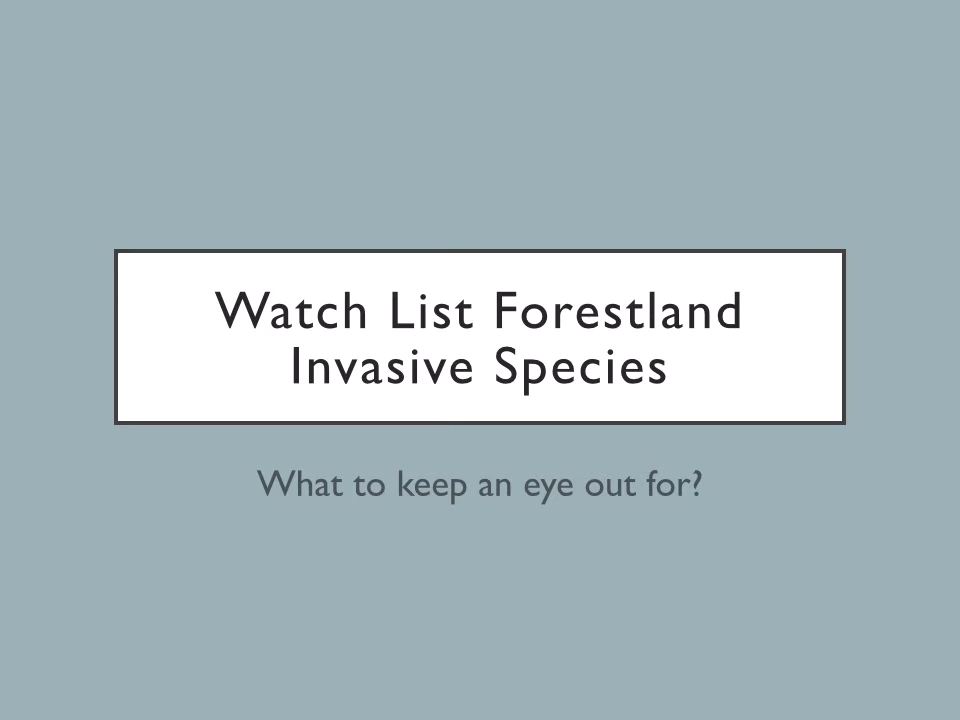 Watch List Forestland
Invasive Species
What to keep an eye out for?